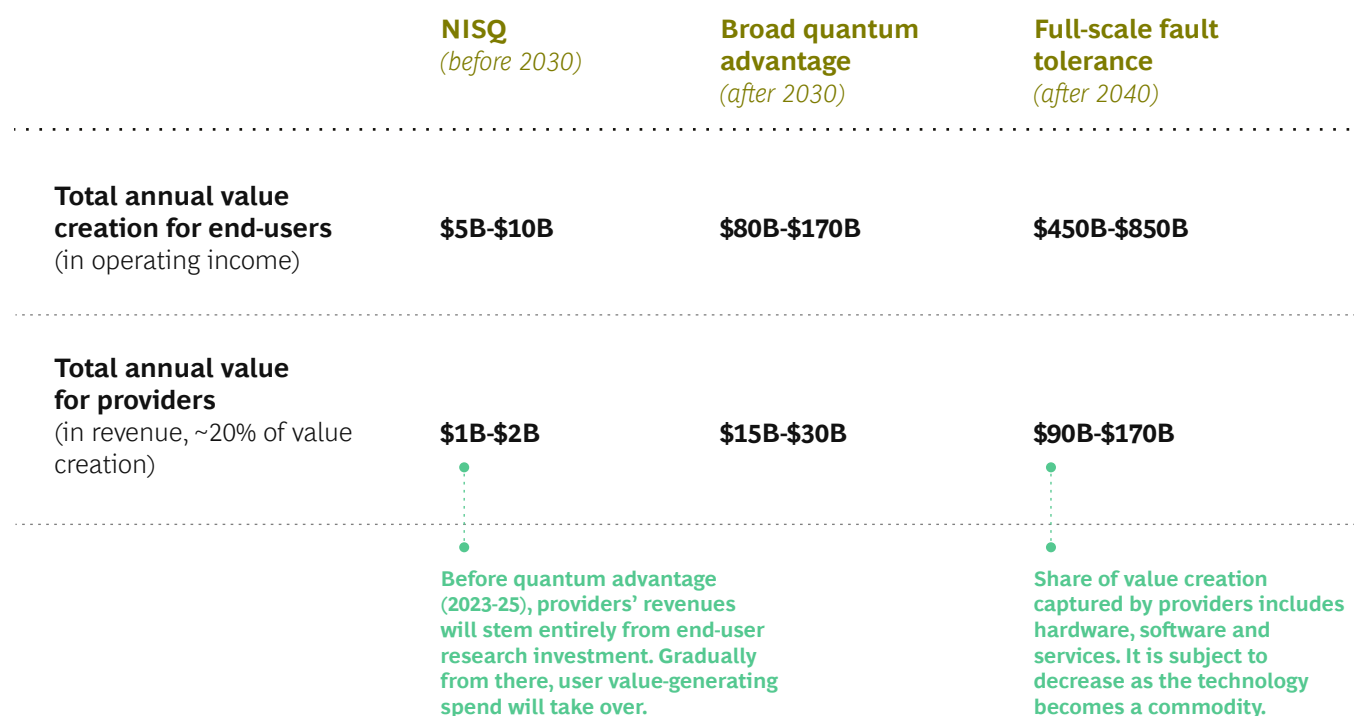 NISQ
(before 2030)
Broad quantum
advantage
(after 2030)
Full-scale fault
tolerance
(after 2040)
Total annual value
creation for end-users
(in operating income)
$5B-$10B
$80B-$170B
$450B-$850B
Total annual value
for providers
(in revenue, ~20% of value
creation)
$1B-$2B
$15B-$30B
$90B-$170B
Before quantum advantage
(2023-25), providers’ revenues
will stem entirely from end-user
research investment. Gradually
from there, user value-generating
spend will take over.
Share of value creation
captured by providers includes
hardware, software and
services. It is subject to
decrease as the technology
becomes a commodity.